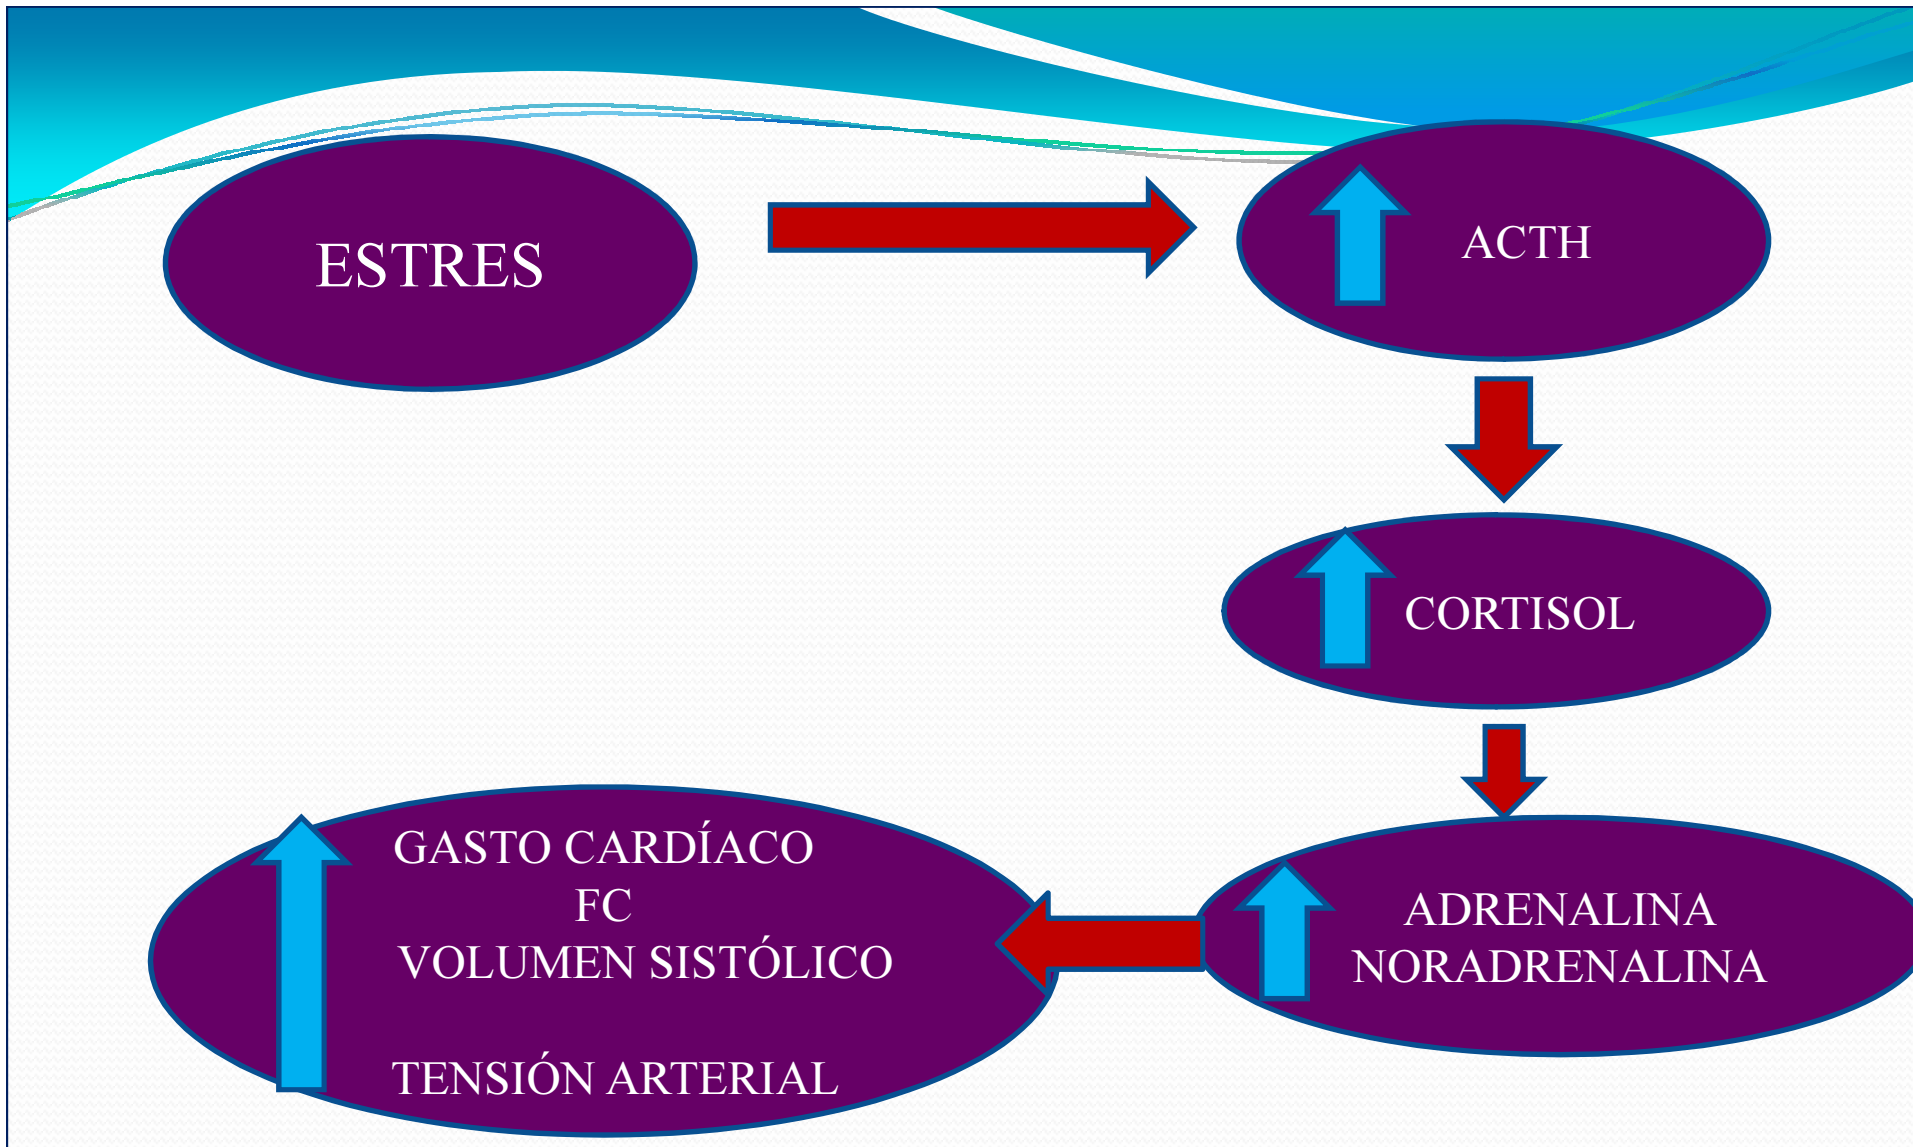 ESTRES
ACTH
CORTISOL
ADRENALINA
NORADRENALINA
GASTO CARDÍACO
FC
VOLUMEN SISTÓLICO
TENSIÓN ARTERIAL